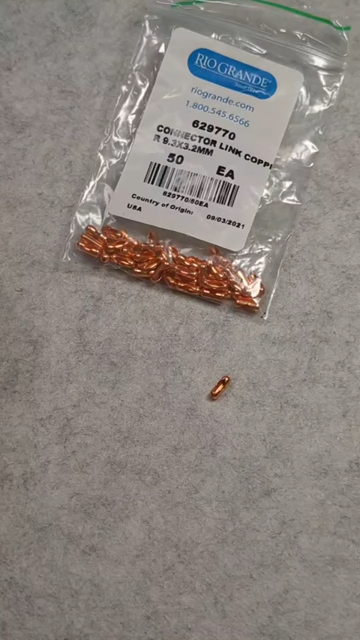 RIO GRANDE
riogrande.com
1.800.545.6566
629770
CONNECTOR LINK COPPE
R 9.3X3.2MM
50 EA
629770/50EA
Country of Origin:
USA 09/03/2021